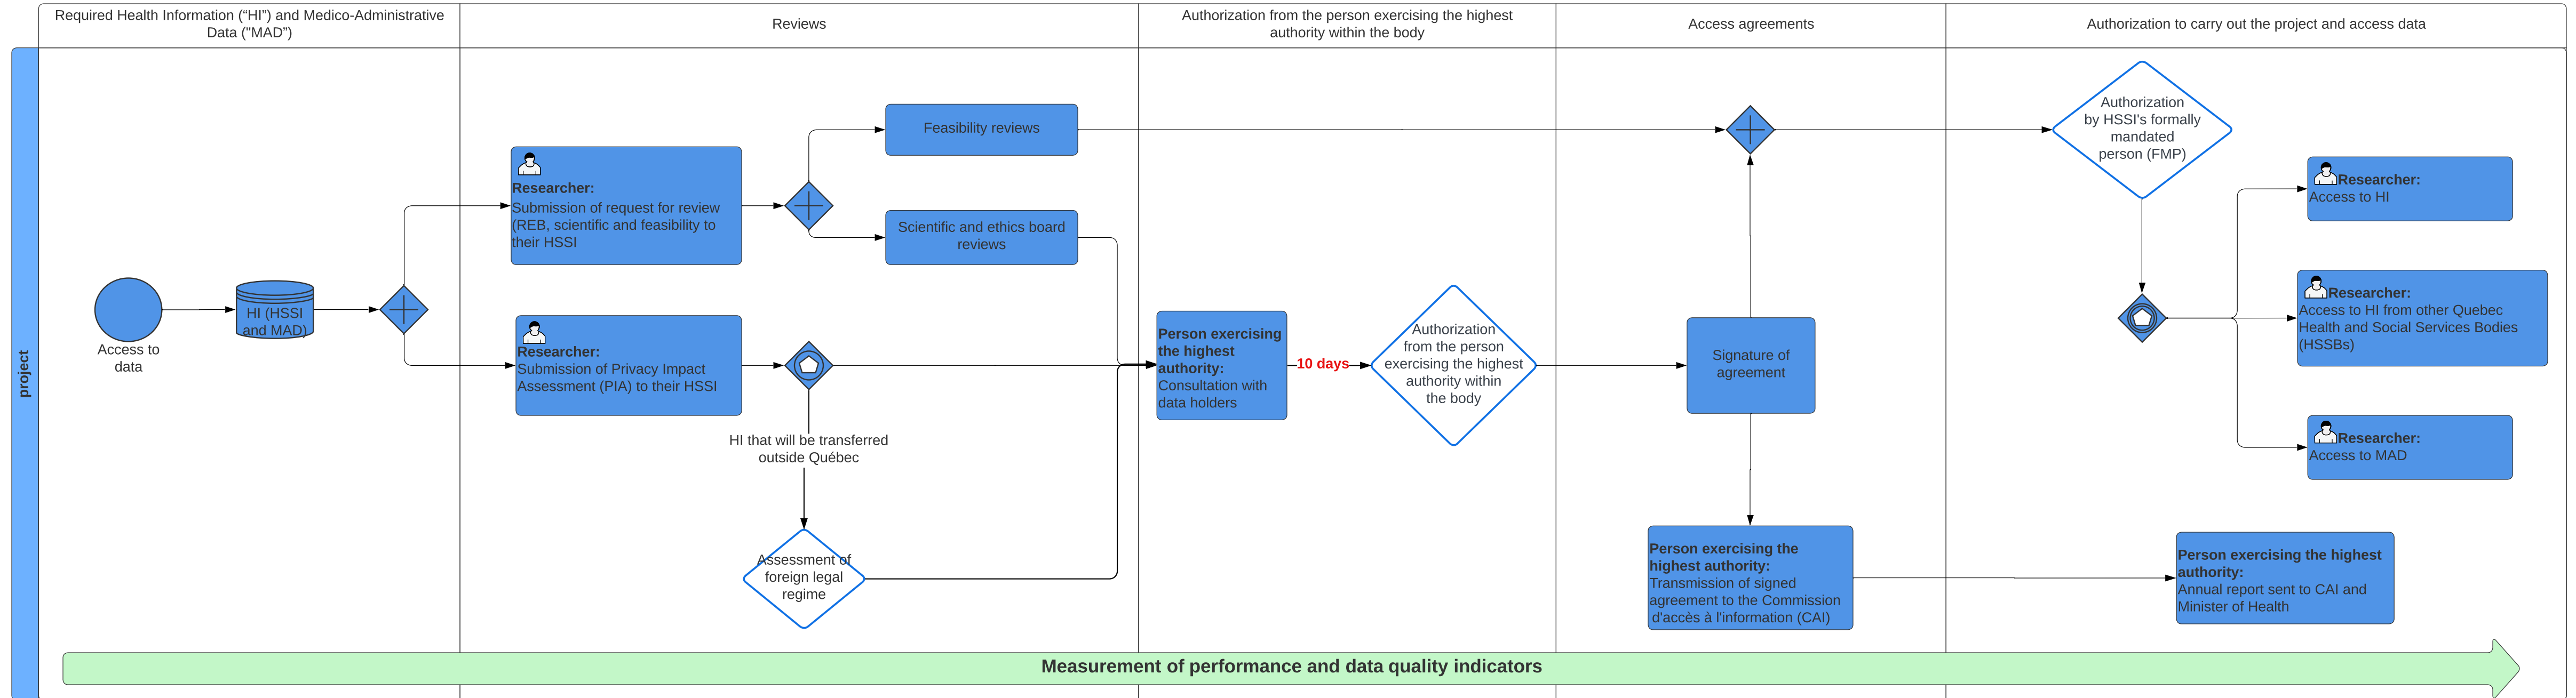 Required Health Information (“HI”) and Medico-Administrative
Data ("MAD”)
Reviews
Authorization from the person exercising the highest
authority within the body
Access agreements
Authorization to carry out the project and access data
project
Access to
data
HI (HSSI
and MAD)
Researcher:
Submission of request for review
(REB, scientific and feasibility to
their HSSI
Researcher:
Submission of Privacy Impact
Assessment (PIA) to their HSSI
Feasibility reviews
Scientific and ethics board
reviews
HI that will be transferred
outside Québec
Assessment of
foreign legal
regime
Person exercising
the highest
authority:
Consultation with
data holders
10 days
Authorization
from the person
exercising the highest
authority within
the body
Signature of
agreement
Person exercising the
highest authority:
Transmission of signed
agreement to the Commission
d'accès à l'information (CAI)
Authorization
by HSSI's formally
mandated
person (FMP)
Researcher:
Access to HI
Researcher:
Access to HI from other Quebec
Health and Social Services Bodies
(HSSBs)
Researcher:
Access to MAD
Person exercising the highest
authority:
Annual report sent to CAI and
Minister of Health
Measurement of performance and data quality indicators